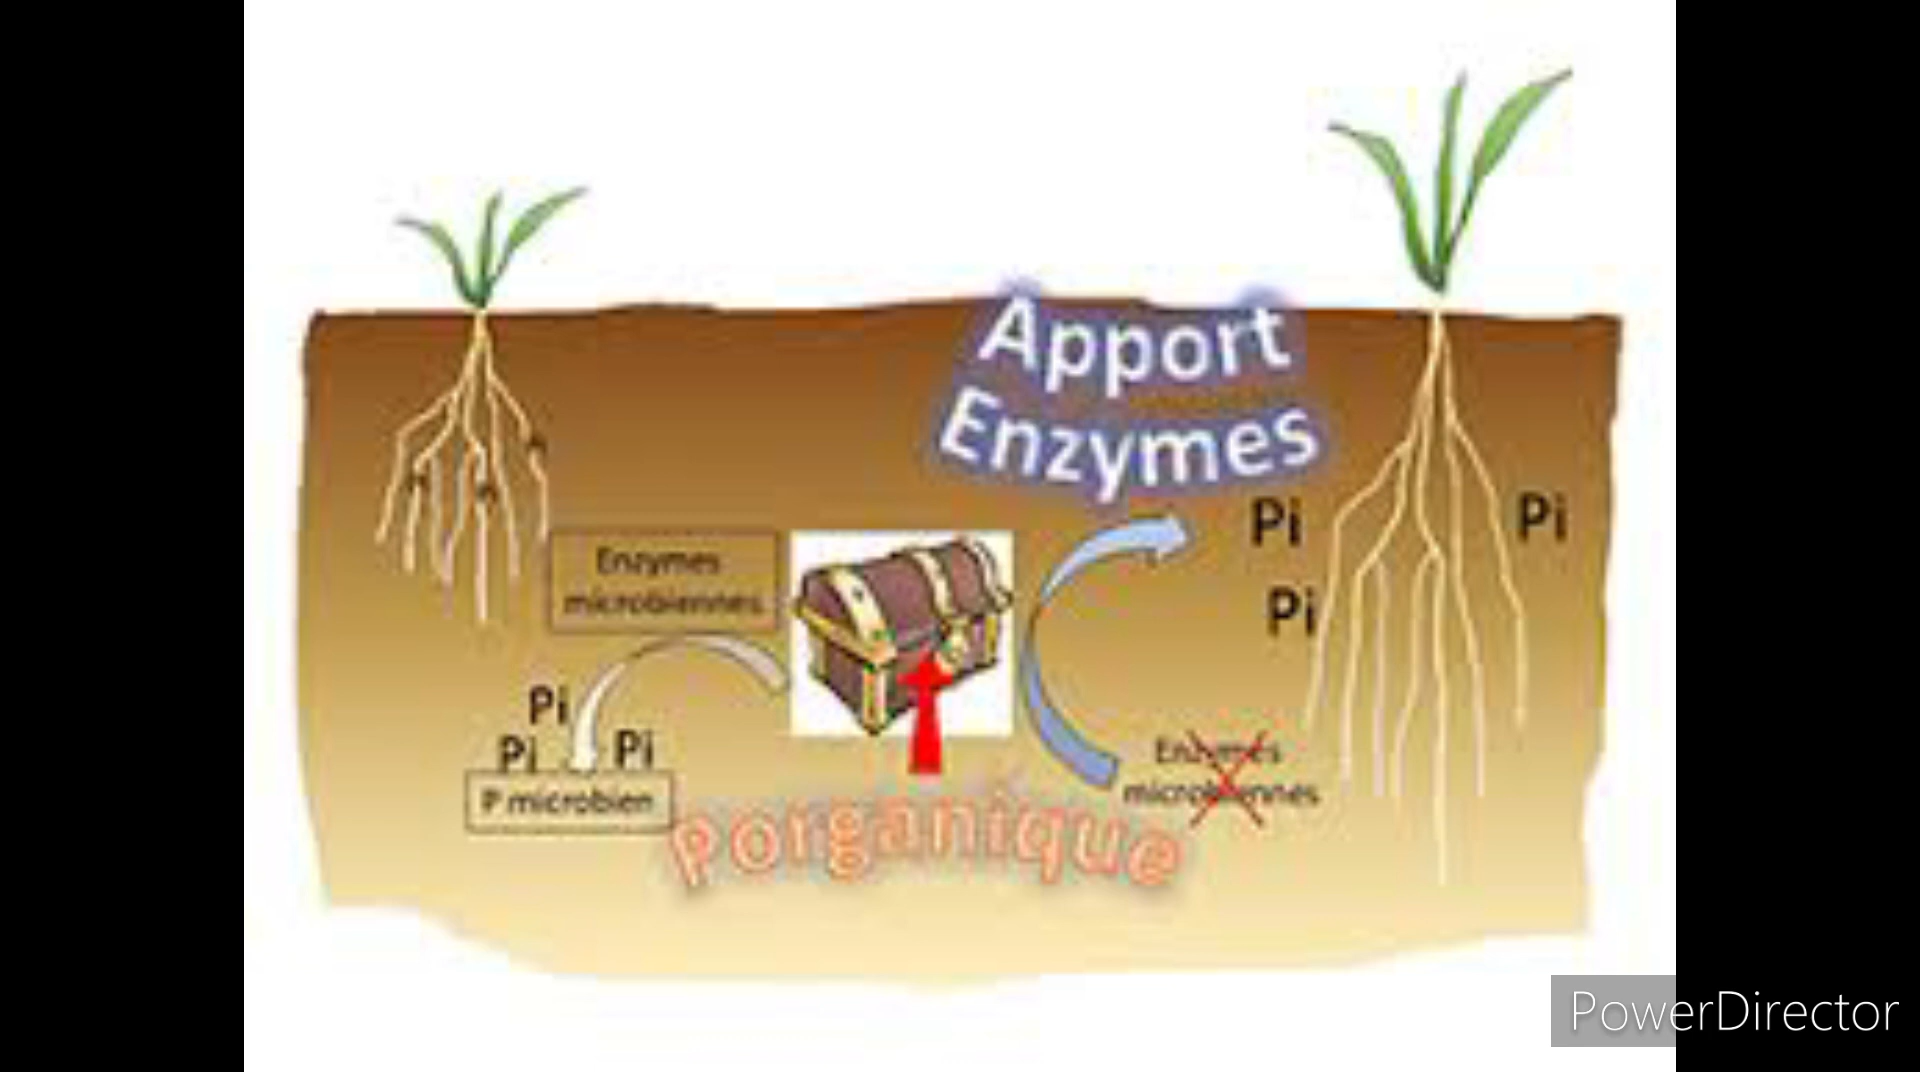 Apport
Enzymes
Pi
Pi
Pi
Enzymes
microbiennes
Pi
Pi
Pi
P microbien
Enzymes
microbiennes
Porganique
PowerDirector